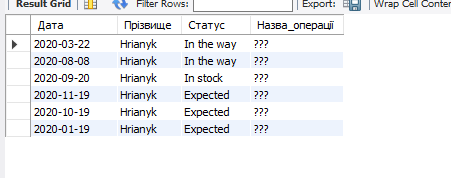 Result Grid Filter Rows: Export: Wrap Cell Conter
Дата Прізвище Статус Назва_операції
2020-03-22 Hrianyk In the way ???
2020-08-08 Hrianyk In the way ???
2020-09-20 Hrianyk In stock ???
2020-11-19 Hrianyk Expected ???
2020-10-19 Hrianyk Expected ???
2020-01-19 Hrianyk Expected ???